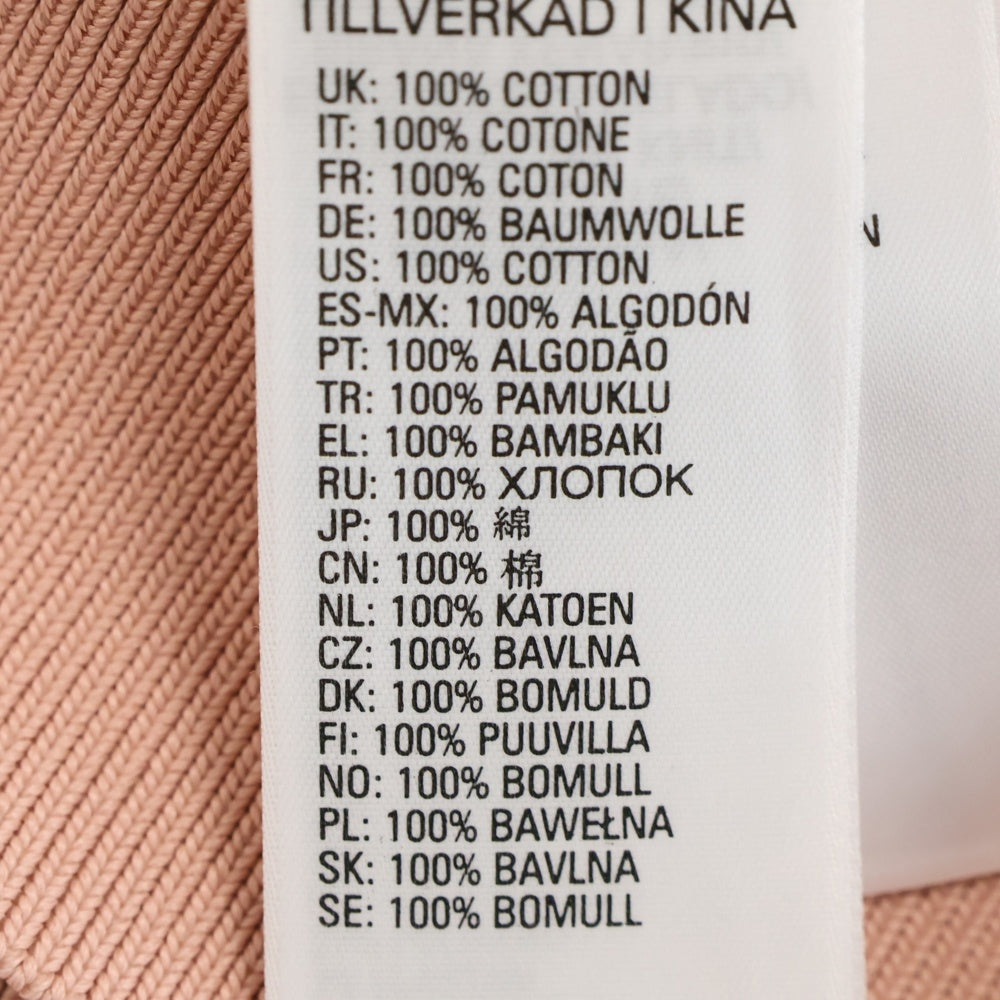 TILLVERKAD I KINA
UK: 100% COTTON
IT: 100% COTONE
FR: 100% COTON
DE: 100% BAUMWOLLE
US: 100% COTTON
ES-MX: 100% ALGODÓN
PT: 100% ALGODÃO
TR: 100% PAMUKLU
EL: 100% BAMBAKI
RU: 100% ХЛОПОК
JP: 100% 綿
CN: 100% 棉
NL: 100% KATOEN
CZ: 100% BAVLNA
DK: 100% BOMULD
FI: 100% PUUVILLA
NO: 100% BOMULL
PL: 100% BAWEŁNA
SK: 100% BAVLNA
SE: 100% BOMULL